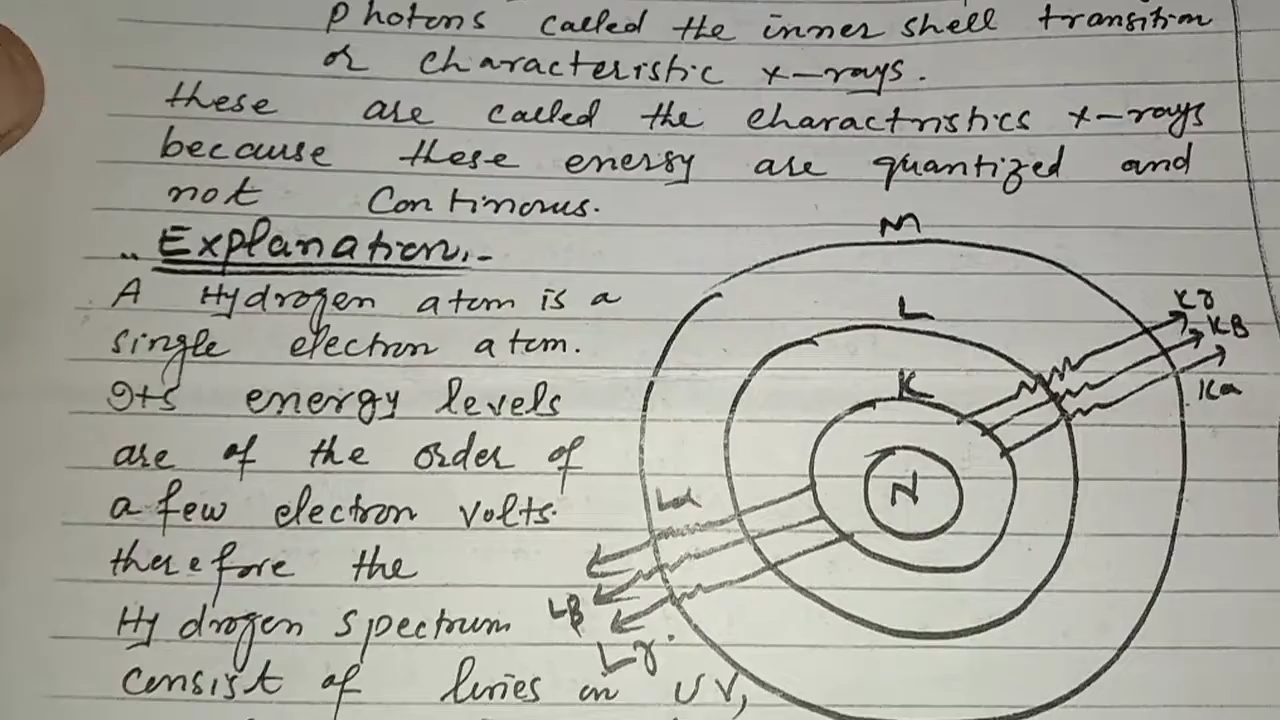 Photons called the inner shell transition
or characteristic x-rays.
these are called the charactristics x-rays
because these energy are quantized and
not Continous.
Explanation.-
A Hydrogen atom is a
single electron atom.
Its energy levels
are of the order of
a few electron volts.
therefore the
Hydrogen spectrum
consist of lines in UV,
M
L
K
N
Kγ
Kβ
Kα
Lα
Lβ
Lγ